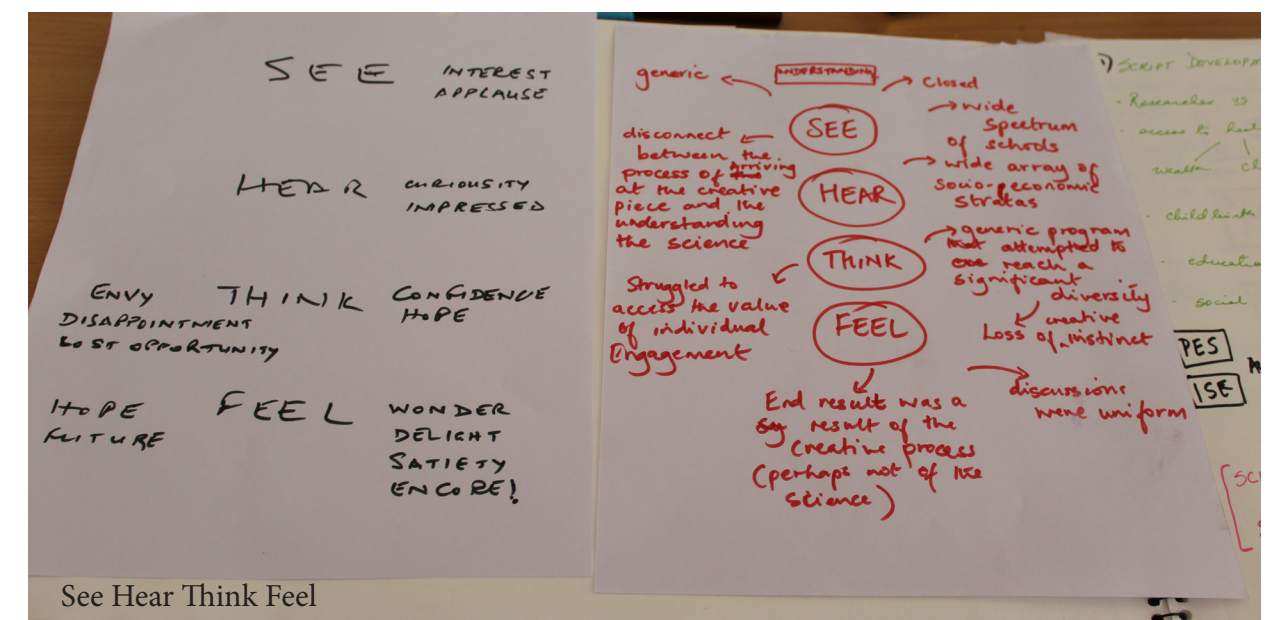 SEE INTEREST
APPLAUSE
HEAR CURIOUSITY
IMPRESSED
ENVY THINK CONFIDENCE
DISAPPOINTMENT HOPE
LOST OPPORTUNITY
HOPE FEEL WONDER
FUTURE DELIGHT
SATIETY
ENCORE!
UNDERSTANDING
generic
closed
SEE
wide
spectrum
of schools
disconnect
between the
process of Arriving
at the creative
piece and the
understanding
the science
HEAR
wide array of
socio-economic
stratas
THINK
generic program
that attempted to
reach a
significant
diversity
Loss of creative instinct
Struggled to
access the value
of individual
Engagement
FEEL
discussions
were uniform
End result was a
result of the
creative process
(perhaps not of the
science)
1) SCRIPT
- Researcher
- access to
wealth
- child birth
- social
PES
ISE
See Hear Think Feel